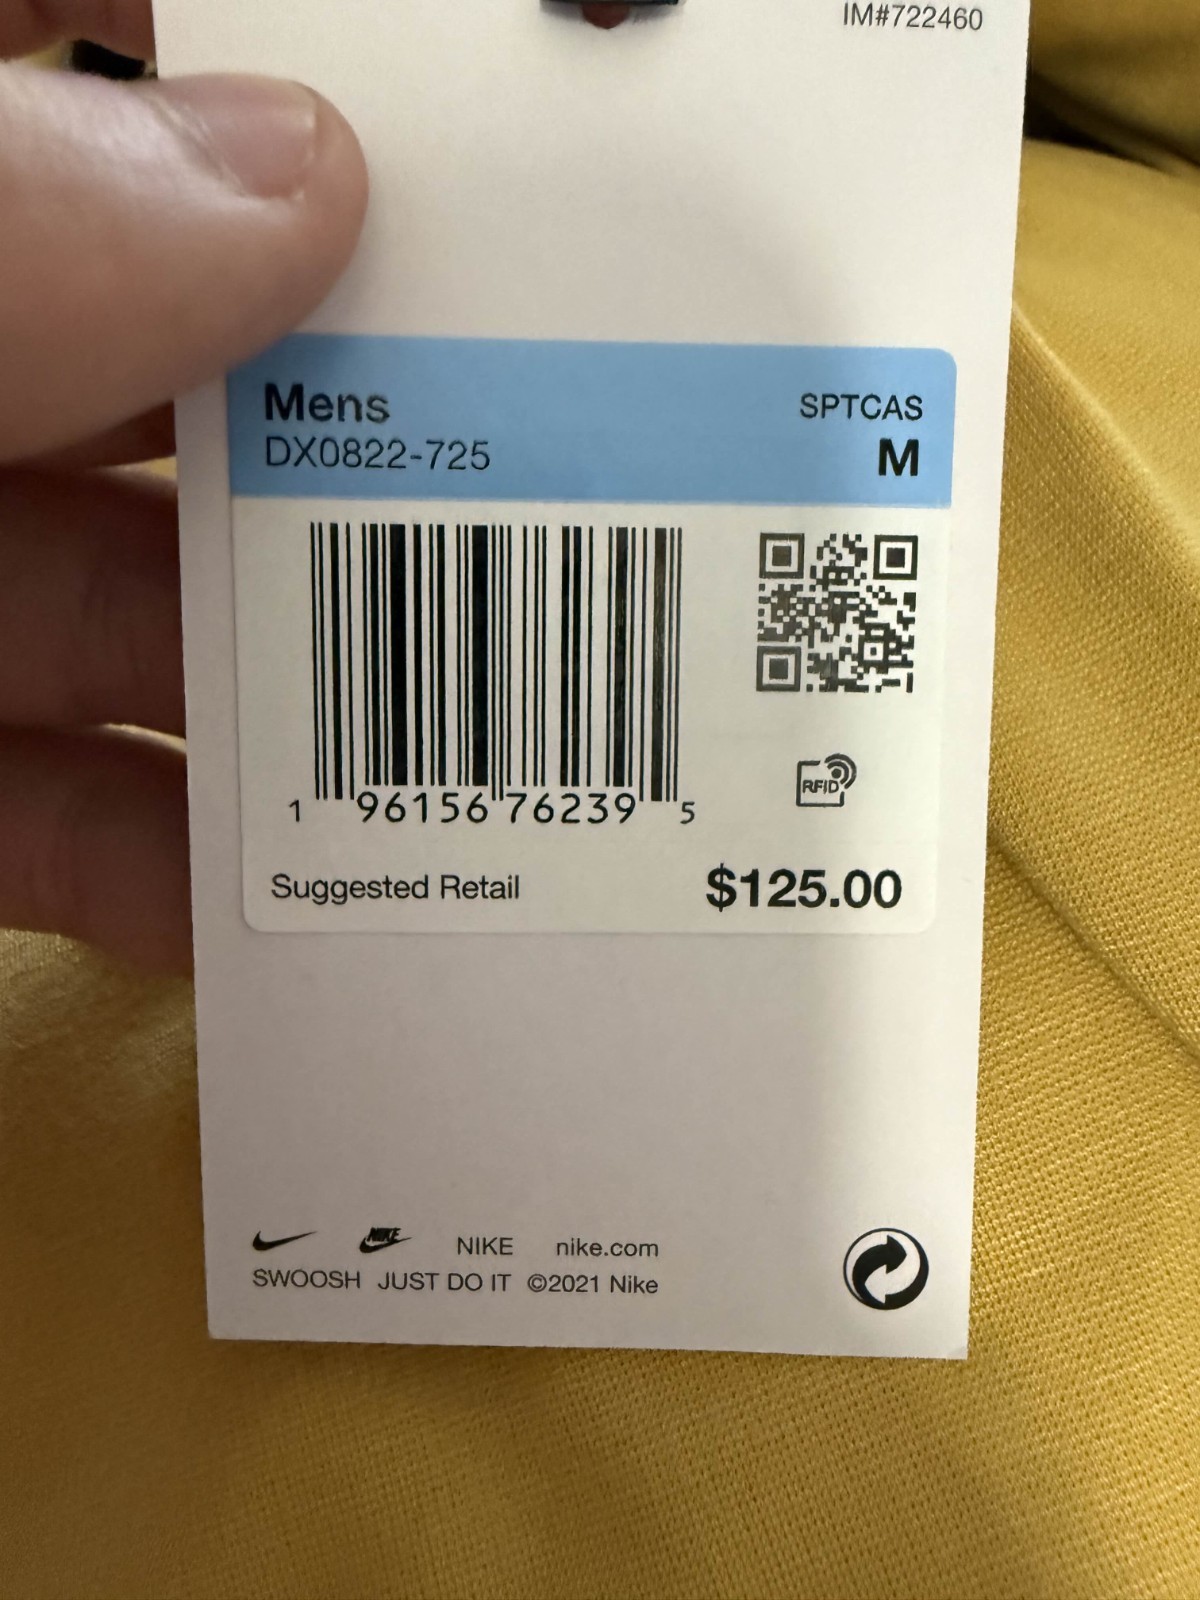 IM#722460
Mens SPTCAS
DX0822-725 M
1 96156 76239 5
RFID
Suggested Retail $125.00
NIKE NIKE nike.com
SWOOSH JUST DO IT ©2021 Nike